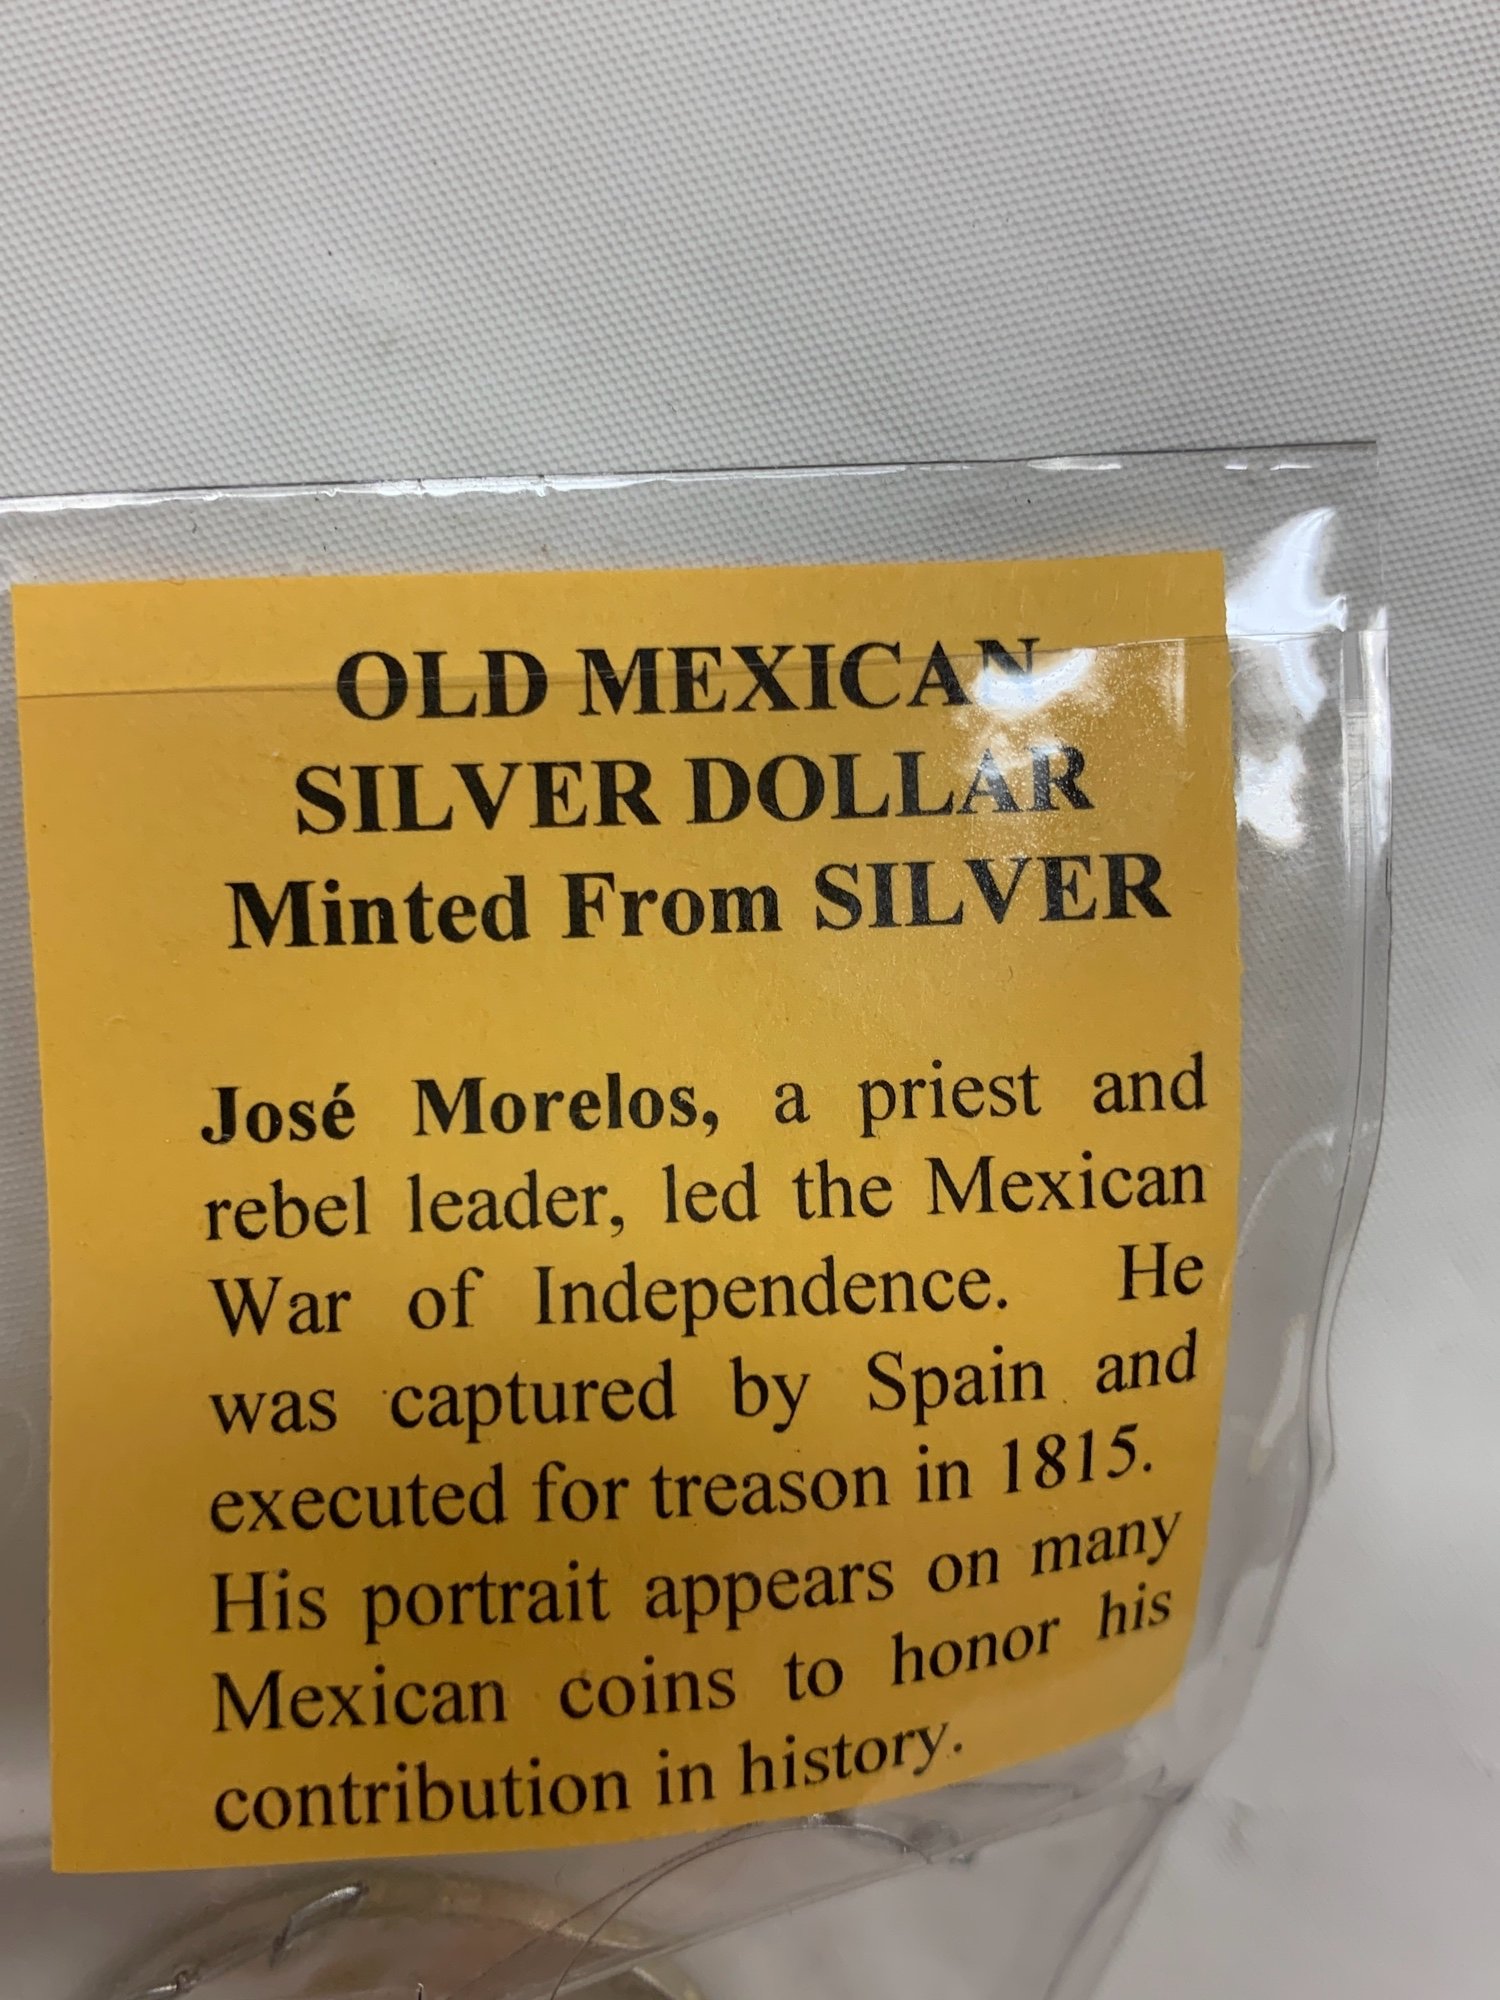 OLD MEXICAN
SILVER DOLLAR
Minted From SILVER
José Morelos, a priest and
rebel leader, led the Mexican
War of Independence. He
was captured by Spain and
executed for treason in 1815.
His portrait appears on many
Mexican coins to honor his
contribution in history.